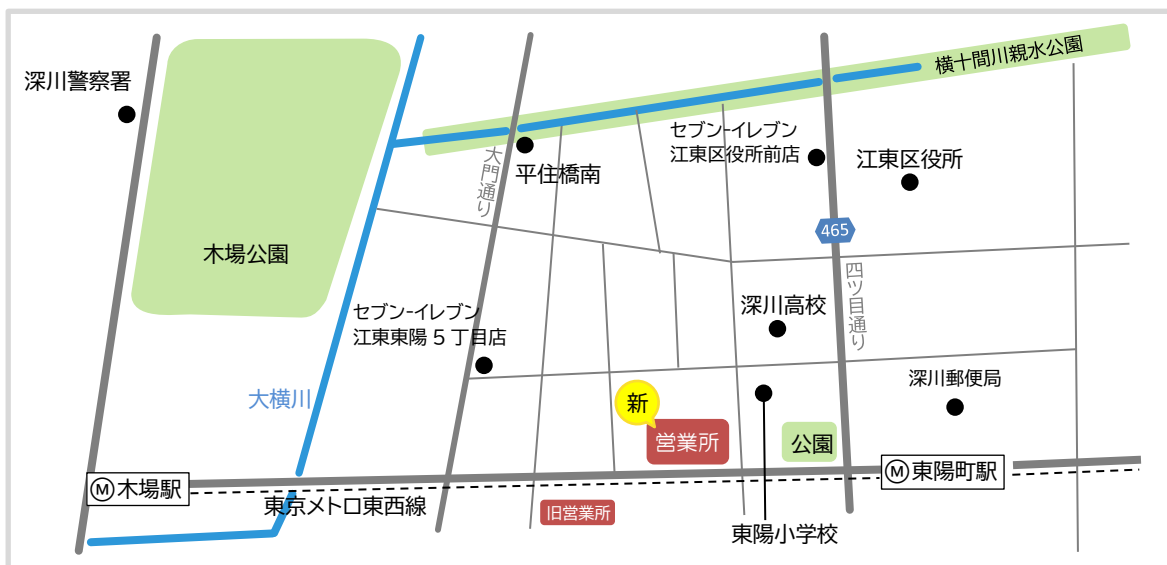 横十間川親水公園
深川警察署
セブン-イレブン
江東区役所前店
江東区役所
平住橋南
大門通り
木場公園
465
四ツ目通り
セブン-イレブン
江東東陽5丁目店
深川高校
深川郵便局
大横川
新
営業所
公園
Ⓜ東陽町駅
Ⓜ木場駅
東京メトロ東西線
旧営業所
東陽小学校